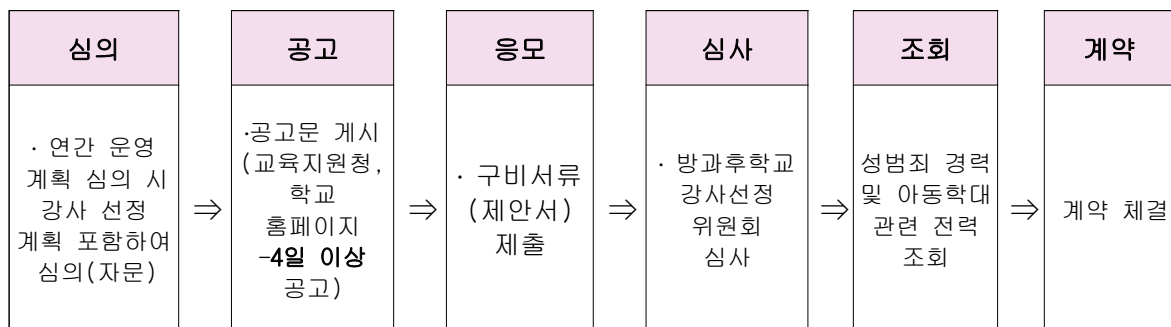 심의
· 연간 운영
계획 심의 시
강사 선정
계획 포함하여
심의(자문)
⇒
공고
·공고문 게시
(교육지원청,
학교
홈페이지
-4일 이상
공고)
⇒
응모
· 구비서류
(제안서)
제출
⇒
심사
· 방과후학교
강사선정
위원회
심사
⇒
조회
성범죄 경력
및 아동학대
관련 전력
조회
⇒
계약
계약 체결